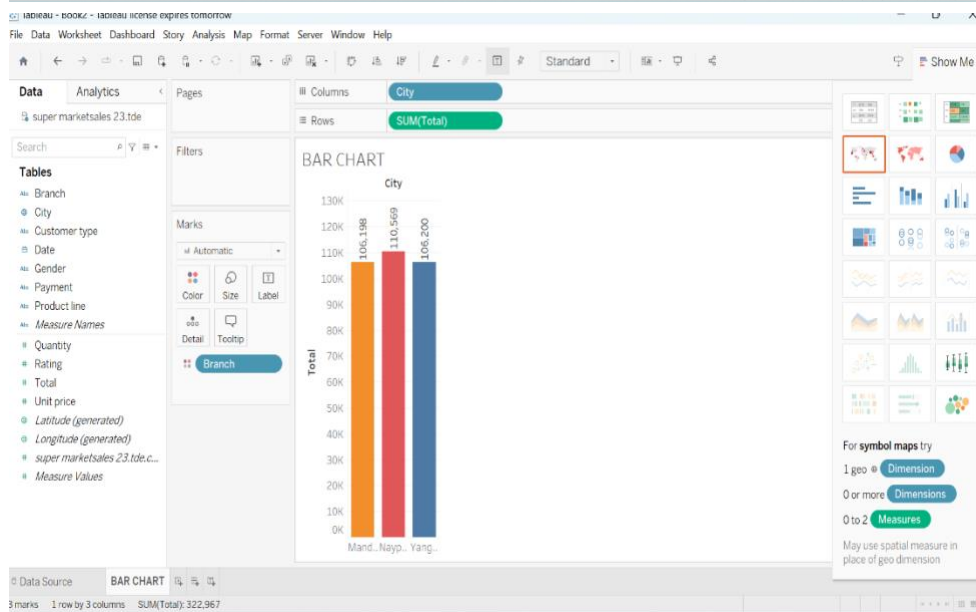 Tableau - Book2 - Tableau license expires tomorrow
File Data Worksheet Dashboard Story Analysis Map Format Server Window Help
Standard
Show Me
Data Analytics
super marketsales 23.tde
Search
Tables
Abc Branch
City
Abc Customer type
Date
Abc Gender
Abc Payment
Abc Product line
Abc Measure Names
# Quantity
# Rating
# Total
# Unit price
Latitude (generated)
Longitude (generated)
# super marketsales 23.tde.c...
# Measure Values
Pages
Filters
Marks
Automatic
Color Size Label
Detail Tooltip
Branch
Columns City
Rows SUM(Total)
BAR CHART
City
130K
120K
110K
100K
90K
80K
70K
60K
50K
40K
30K
20K
10K
0K
Total
106,198
110,569
106,200
Mand.. Nayp.. Yang..
For symbol maps try
1 geo Dimension
0 or more Dimensions
0 to 2 Measures
May use spatial measure in
place of geo dimension
Data Source BAR CHART
3 marks 1 row by 3 columns SUM(Total): 322,967